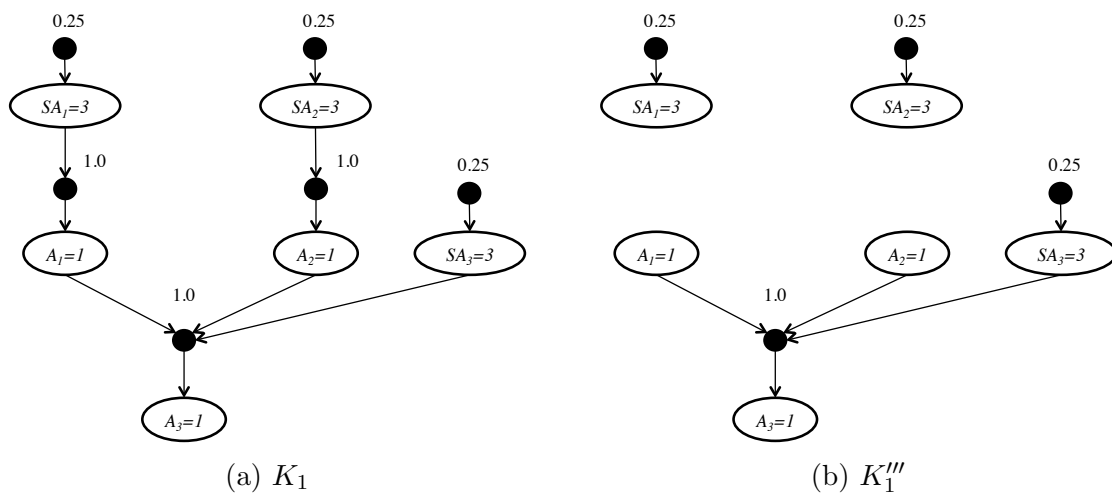 0.25 0.25 0.25 0.25
SA₁=3 SA₂=3 SA₁=3 SA₂=3
1.0 1.0 0.25 0.25
A₁=1 A₂=1 SA₃=3 A₁=1 A₂=1 SA₃=3
1.0 1.0
A₃=1 A₃=1
(a) K₁ (b) K₁‴